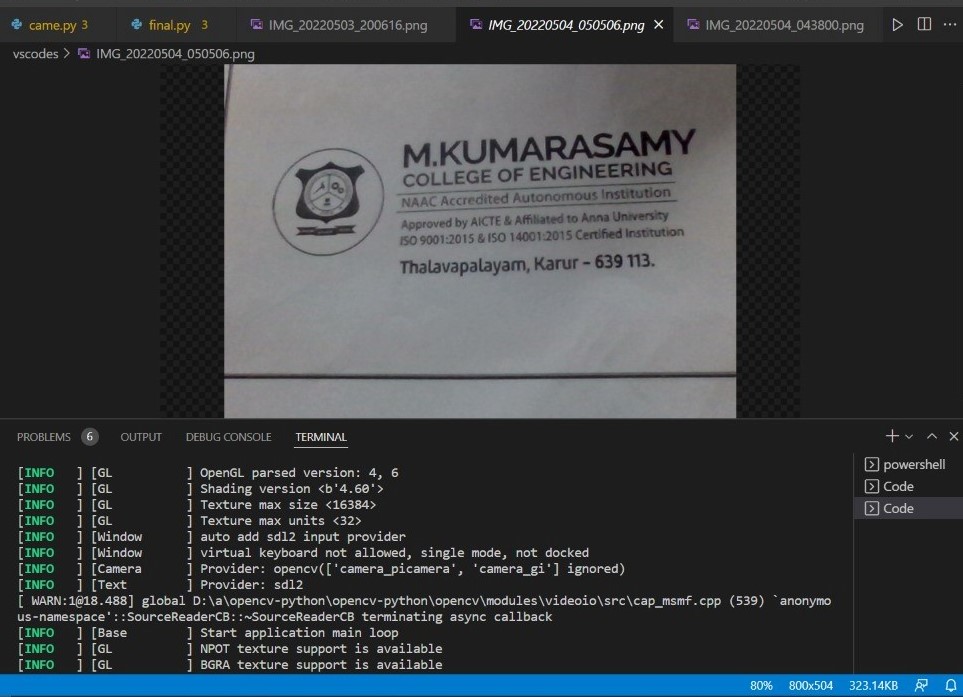 came.py 3
final.py 3
IMG_20220503_200616.png
IMG_20220504_050506.png
IMG_20220504_043800.png
vscodes > IMG_20220504_050506.png
M.KUMARASAMY
COLLEGE OF ENGINEERING
NAAC Accredited Autonomous Institution
Approved by AICTE & Affiliated to Anna University
ISO 9001:2015 & ISO 14001:2015 Certified Institution
Thalavapalayam, Karur – 639 113.
PROBLEMS 6 OUTPUT DEBUG CONSOLE TERMINAL
[INFO   ] [GL          ] OpenGL parsed version: 4, 6
[INFO   ] [GL          ] Shading version <b'4.60'>
[INFO   ] [GL          ] Texture max size <16384>
[INFO   ] [GL          ] Texture max units <32>
[INFO   ] [Window      ] auto add sdl2 input provider
[INFO   ] [Window      ] virtual keyboard not allowed, single mode, not docked
[INFO   ] [Camera      ] Provider: opencv(['camera_picamera', 'camera_gi'] ignored)
[INFO   ] [Text        ] Provider: sdl2
[ WARN:1@18.488] global D:\a\opencv-python\opencv-python\opencv\modules\videoio\src\cap_msmf.cpp (539) `anonymo
us-namespace'::SourceReaderCB::~SourceReaderCB terminating async callback
[INFO   ] [Base        ] Start application main loop
[INFO   ] [GL          ] NPOT texture support is available
[INFO   ] [GL          ] BGRA texture support is available
powershell
Code
Code
80% 800x504 323.14KB